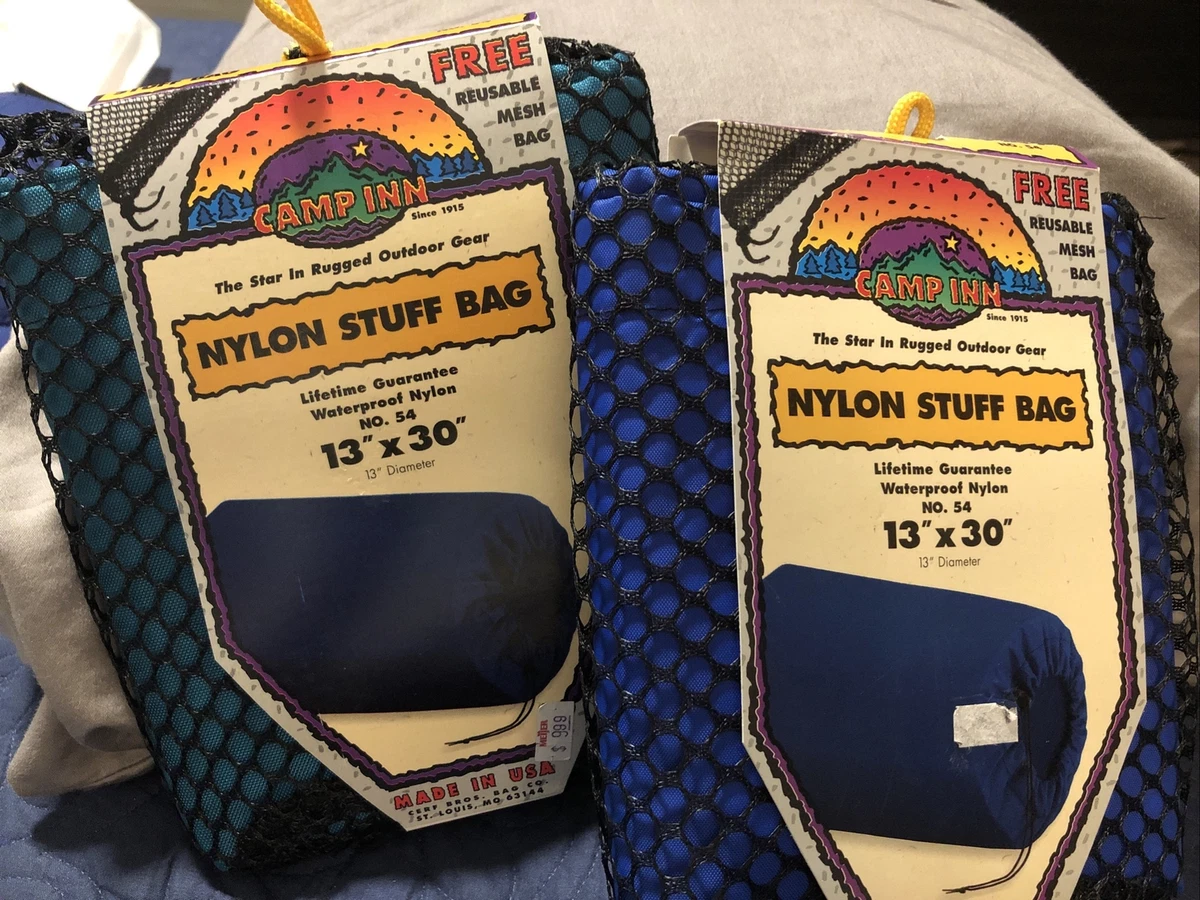 FREE
REUSABLE
MESH
BAG
CAMP INN
Since 1915
The Star In Rugged Outdoor Gear
NYLON STUFF BAG
Lifetime Guarantee
Waterproof Nylon
NO. 54
13" x 30"
13" Diameter
MEIJER
$ 999
MADE IN USA
CERF BROS. BAG CO.
ST. LOUIS, MO 63144
NO. 54
FREE
REUSABLE
MESH
BAG
CAMP INN
Since 1915
The Star In Rugged Outdoor Gear
NYLON STUFF BAG
Lifetime Guarantee
Waterproof Nylon
NO. 54
13" x 30"
13" Diameter